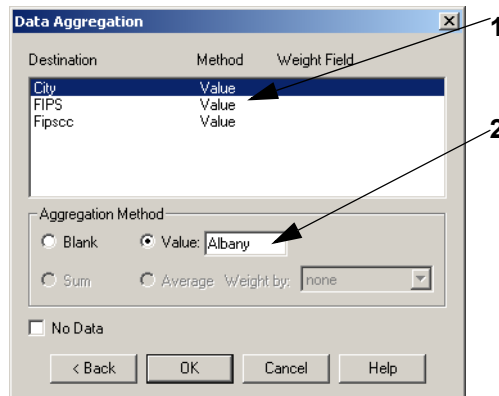 Data Aggregation
1
Destination Method Weight Field
City Value
FIPS Value
Fipscc Value
2
Aggregation Method
Blank Value: Albany
Sum Average Weight by: none
No Data
< Back OK Cancel Help